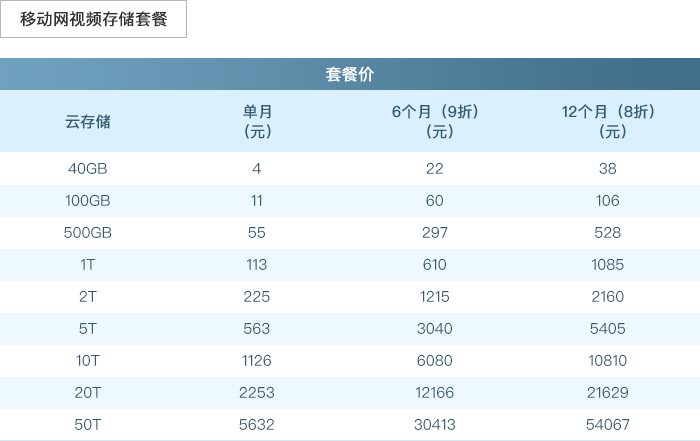 移动网视频存储套餐
套餐价
云存储 单月（元） 6个月（9折）（元） 12个月（8折）（元）
40GB 4 22 38
100GB 11 60 106
500GB 55 297 528
1T 113 610 1085
2T 225 1215 2160
5T 563 3040 5405
10T 1126 6080 10810
20T 2253 12166 21629
50T 5632 30413 54067